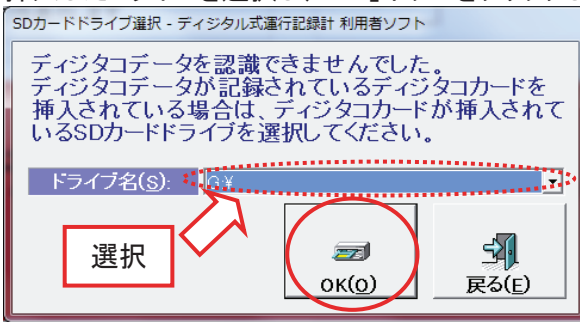 SDカードドライブ選択 - ディジタル式運行記録計 利用者ソフト
ディジタコデータを認識できませんでした。
ディジタコデータが記録されているディジタコカードを
挿入されている場合は、ディジタコカードが挿入されて
いるSDカードドライブを選択してください。
ドライブ名(S): G:¥
選択
OK(O)
戻る(E)